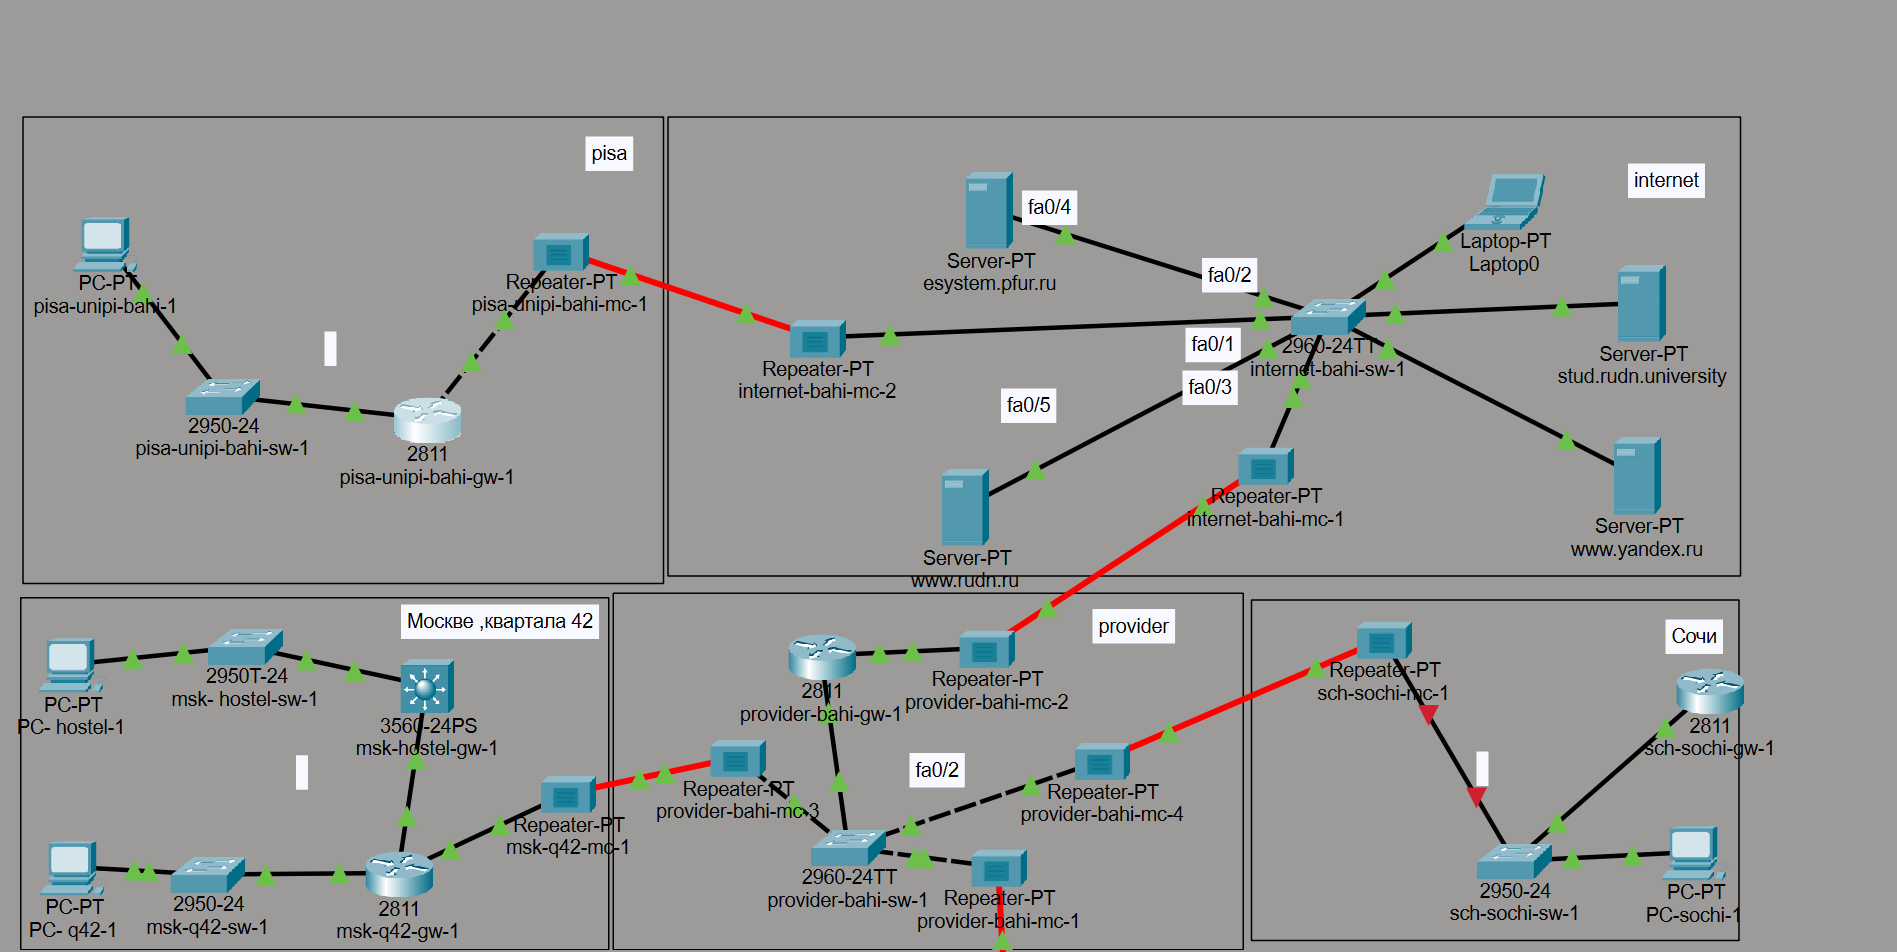 pisa
PC-PT
pisa-unipi-bahi-1
Repeater-PT
pisa-unipi-bahi-mc-1
2950-24
pisa-unipi-bahi-sw-1
2811
pisa-unipi-bahi-gw-1
internet
fa0/4
Server-PT
esystem.pfur.ru
fa0/2
Laptop-PT
Laptop0
Repeater-PT
internet-bahi-mc-2
fa0/1
2960-24TT
internet-bahi-sw-1
Server-PT
stud.rudn.university
fa0/3
fa0/5
Repeater-PT
internet-bahi-mc-1
Server-PT
www.yandex.ru
Server-PT
www.rudn.ru
Москве ,квартала 42
PC-PT
PC- hostel-1
2950T-24
msk- hostel-sw-1
3560-24PS
msk-hostel-gw-1
Repeater-PT
msk-q42-mc-1
PC-PT
PC- q42-1
2950-24
msk-q42-sw-1
2811
msk-q42-gw-1
provider
2811
provider-bahi-gw-1
Repeater-PT
provider-bahi-mc-2
Repeater-PT
provider-bahi-mc-3
fa0/2
Repeater-PT
provider-bahi-mc-4
2960-24TT
provider-bahi-sw-1
Repeater-PT
provider-bahi-mc-1
Сочи
Repeater-PT
sch-sochi-mc-1
2811
sch-sochi-gw-1
2950-24
sch-sochi-sw-1
PC-PT
PC-sochi-1